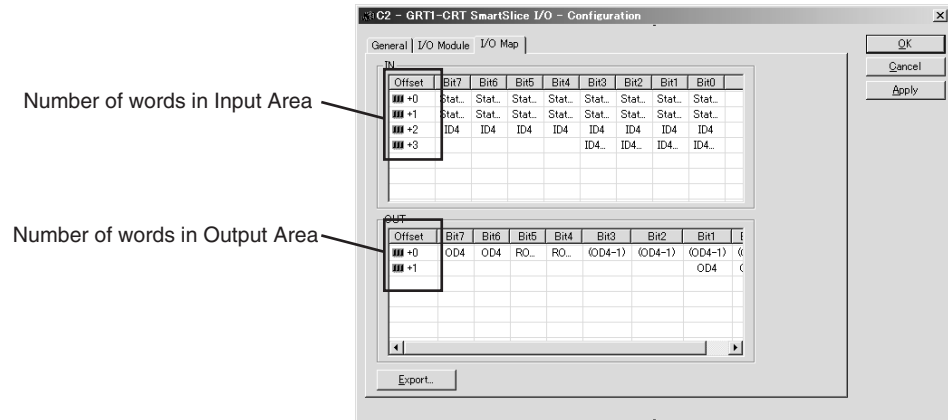 C2 - GRT1-CRT SmartSlice I/O - Configuration
General I/O Module I/O Map
OK
Cancel
Apply
IN
Offset Bit7 Bit6 Bit5 Bit4 Bit3 Bit2 Bit1 Bit0
+0 Stat... Stat... Stat... Stat... Stat... Stat... Stat... Stat...
+1 Stat... Stat... Stat... Stat... Stat... Stat... Stat... Stat...
+2 ID4 ID4 ID4 ID4 ID4 ID4 ID4 ID4
+3 ID4... ID4... ID4... ID4...
Number of words in Input Area
OUT
Offset Bit7 Bit6 Bit5 Bit4 Bit3 Bit2 Bit1
+0 OD4 OD4 RO... RO... (OD4-1) (OD4-1) (OD4-1)
+1 OD4
Number of words in Output Area
Export...